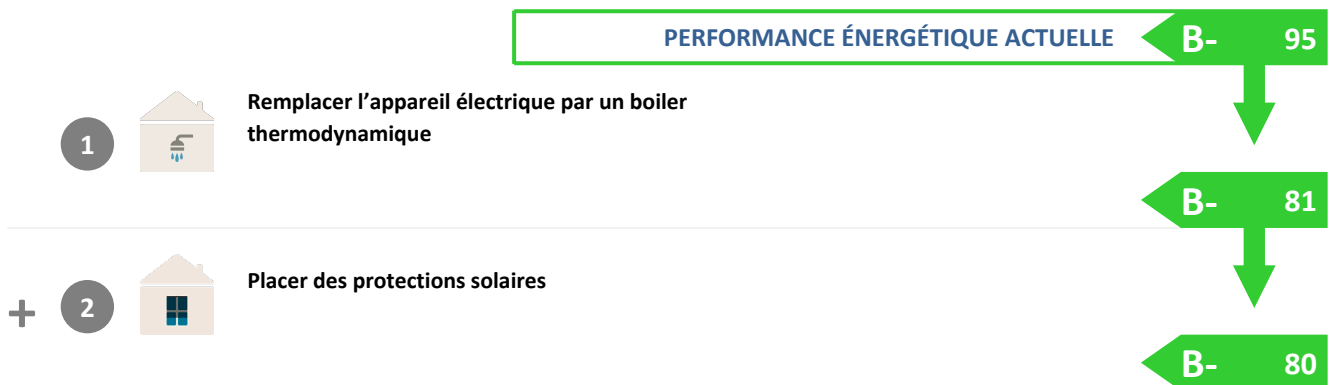 PERFORMANCE ÉNERGÉTIQUE ACTUELLE B- 95
1 Remplacer l’appareil électrique par un boiler
thermodynamique
B- 81
+ 2 Placer des protections solaires
B- 80